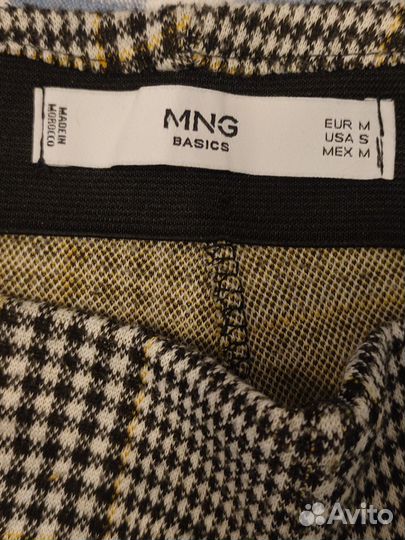 MADE IN
MOROCCO
MNG
BASICS
EUR M
USA S
MEX M
Avito